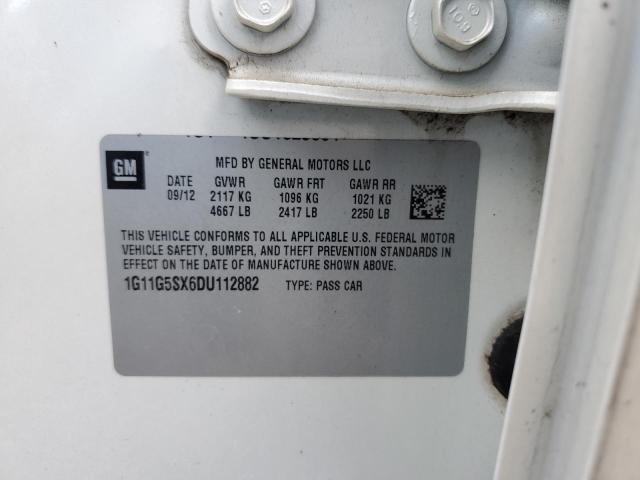 GM
MFD BY GENERAL MOTORS LLC
DATE GVWR GAWR FRT GAWR RR
09/12 2117 KG 1096 KG 1021 KG
4667 LB 2417 LB 2250 LB
THIS VEHICLE CONFORMS TO ALL APPLICABLE U.S. FEDERAL MOTOR
VEHICLE SAFETY, BUMPER, AND THEFT PREVENTION STANDARDS IN
EFFECT ON THE DATE OF MANUFACTURE SHOWN ABOVE.
1G11G5SX6DU112882 TYPE: PASS CAR